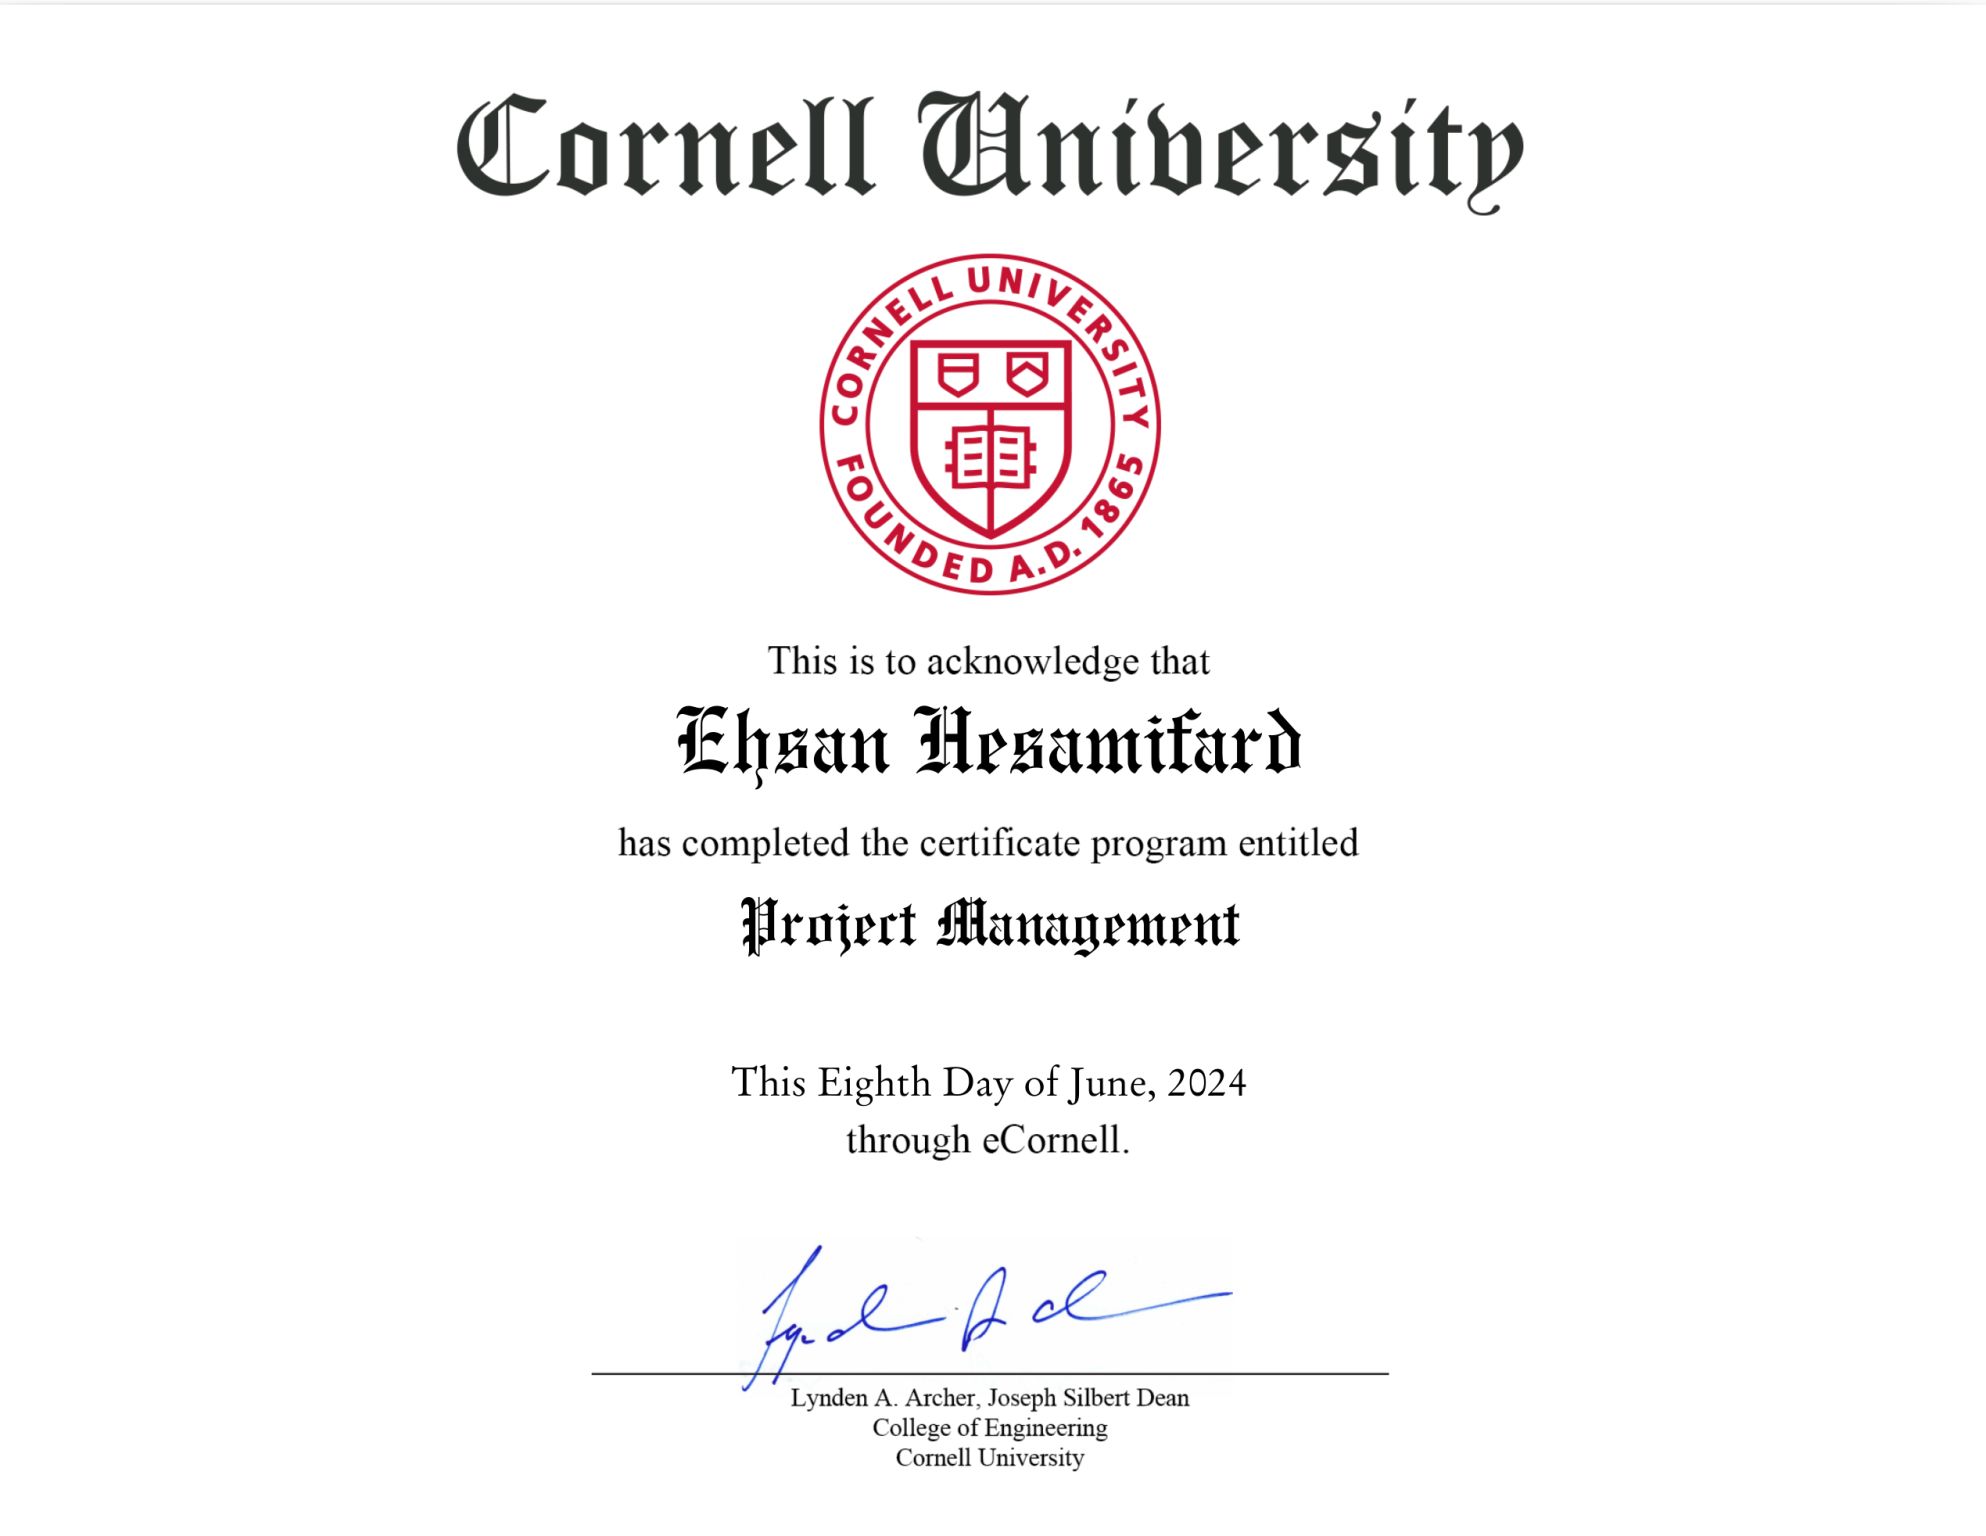 Cornell University
CORNELL UNIVERSITY
FOUNDED A.D. 1865
This is to acknowledge that
Ehsan Hesamifard
has completed the certificate program entitled
Project Management
This Eighth Day of June, 2024
through eCornell.
Lynden A. Archer, Joseph Silbert Dean
College of Engineering
Cornell University